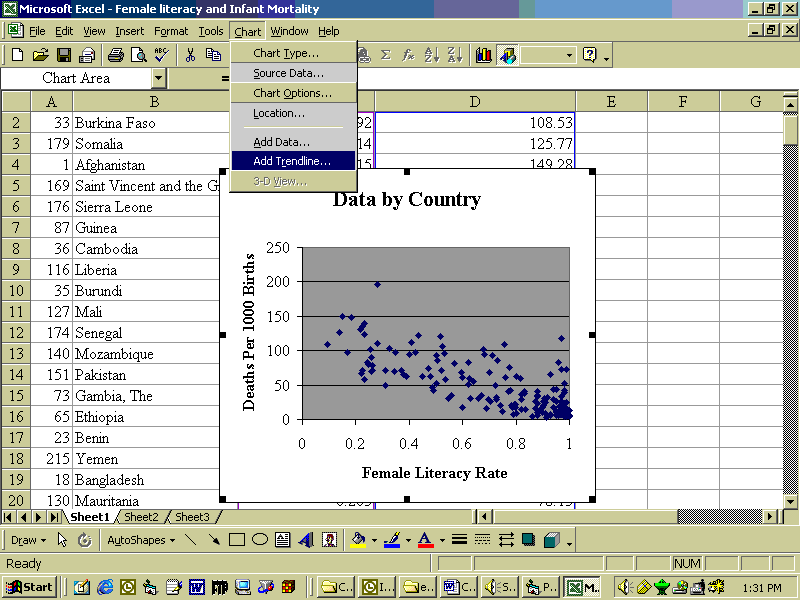 Microsoft Excel - Female literacy and Infant Mortality
File Edit View Insert Format Tools Chart Window Help
Chart Area =
Chart Type...
Source Data...
Chart Options...
Location...
Add Data...
Add Trendline...
3-D View...
A B D E F G
2 33 Burkina Faso 92 108.53
3 179 Somalia 14 125.77
4 1 Afghanistan 15 149.28
5 169 Saint Vincent and the G
6 176 Sierra Leone
7 87 Guinea
8 36 Cambodia
9 116 Liberia
10 35 Burundi
11 127 Mali
12 174 Senegal
13 140 Mozambique
14 151 Pakistan
15 73 Gambia, The
16 65 Ethiopia
17 23 Benin
18 215 Yemen
19 18 Bangladesh
20 130 Mauritania
Data by Country
Deaths Per 1000 Births
250
200
150
100
50
0
0 0.2 0.4 0.6 0.8 1
Female Literacy Rate
Sheet1 Sheet2 Sheet3
Draw AutoShapes
Ready NUM
Start C.. I... e.. C.. S.. P.. M.. 1:31 PM